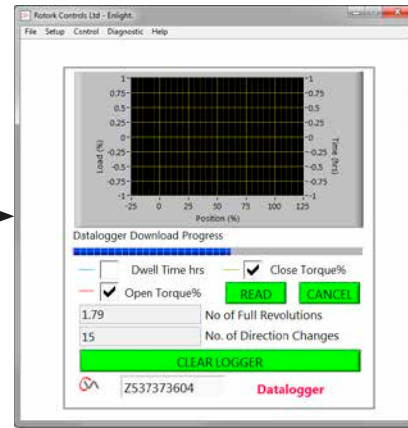 Rotork Controls Ltd - Enlight.
File Setup Control Diagnostic Help
1 1
0.75 0.75
0.5 0.5
0.25 0.25
0 0
-0.25 -0.25
-0.5 -0.5
-0.75 -0.75
-1 -1
Load (%)
Time (hrs)
-25 0 25 50 75 100 125
Position (%)
Datalogger Download Progress
Dwell Time hrs Close Torque%
Open Torque% READ CANCEL
1.79 No of Full Revolutions
15 No. of Direction Changes
CLEAR LOGGER
Z537373604 Datalogger